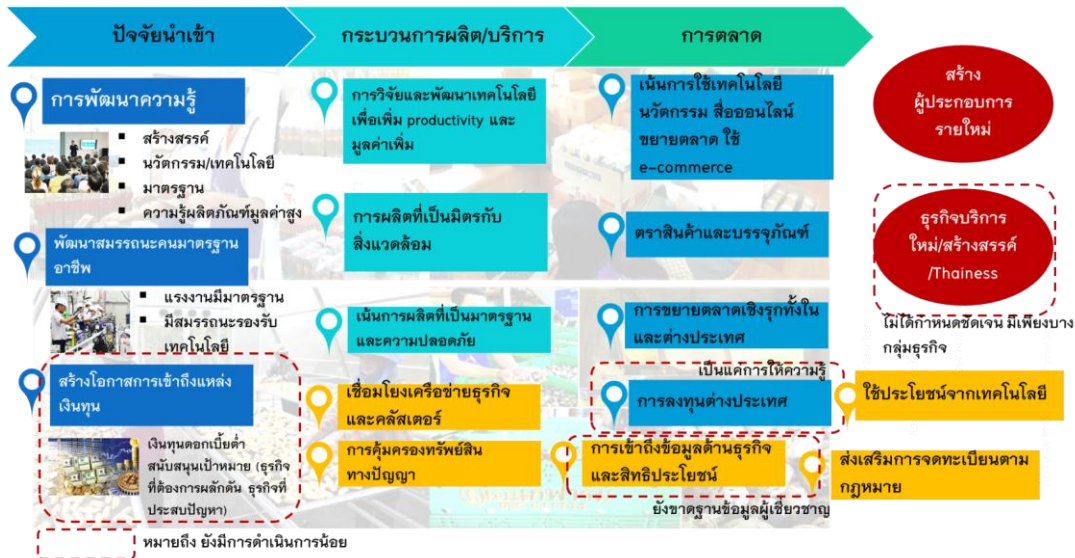 ปัจจัยนำเข้า
กระบวนการผลิต/บริการ
การตลาด
การพัฒนาความรู้
▪ สร้างสรรค์
▪ นวัตกรรม/เทคโนโลยี
▪ มาตรฐาน
▪ ความรู้ผลิตภัณฑ์มูลค่าสูง
พัฒนาสมรรถนะคนมาตรฐาน
อาชีพ
▪ แรงงานมีมาตรฐาน
▪ มีสมรรถนะรองรับ
เทคโนโลยี
สร้างโอกาสการเข้าถึงแหล่ง
เงินทุน
เงินทุนดอกเบี้ยต่ำ
สนับสนุนเป้าหมาย (ธุรกิจ
ที่ต้องการผลักดัน ธุรกิจที่
ประสบปัญหา)
การวิจัยและพัฒนาเทคโนโลยี
เพื่อเพิ่ม productivity และ
มูลค่าเพิ่ม
การผลิตที่เป็นมิตรกับ
สิ่งแวดล้อม
เน้นการผลิตที่เป็นมาตรฐาน
และความปลอดภัย
เชื่อมโยงเครือข่ายธุรกิจ
และคลัสเตอร์
การคุ้มครองทรัพย์สิน
ทางปัญญา
เน้นการใช้เทคโนโลยี
นวัตกรรม สื่อออนไลน์
ขยายตลาด ใช้
e-commerce
ตราสินค้าและบรรจุภัณฑ์
การขยายตลาดเชิงรุกทั้งใน
และต่างประเทศ
เป็นแค่การให้ความรู้
การลงทุนต่างประเทศ
การเข้าถึงข้อมูลด้านธุรกิจ
และสิทธิประโยชน์
ยังขาดฐานข้อมูลผู้เชี่ยวชาญ
สร้าง
ผู้ประกอบการ
รายใหม่
ธุรกิจบริการ
ใหม่/สร้างสรรค์
/Thainess
ไม่ได้กำหนดชัดเจน มีเพียงบาง
กลุ่มธุรกิจ
ใช้ประโยชน์จากเทคโนโลยี
ส่งเสริมการจดทะเบียนตาม
กฎหมาย
หมายถึง ยังมีการดำเนินการน้อย